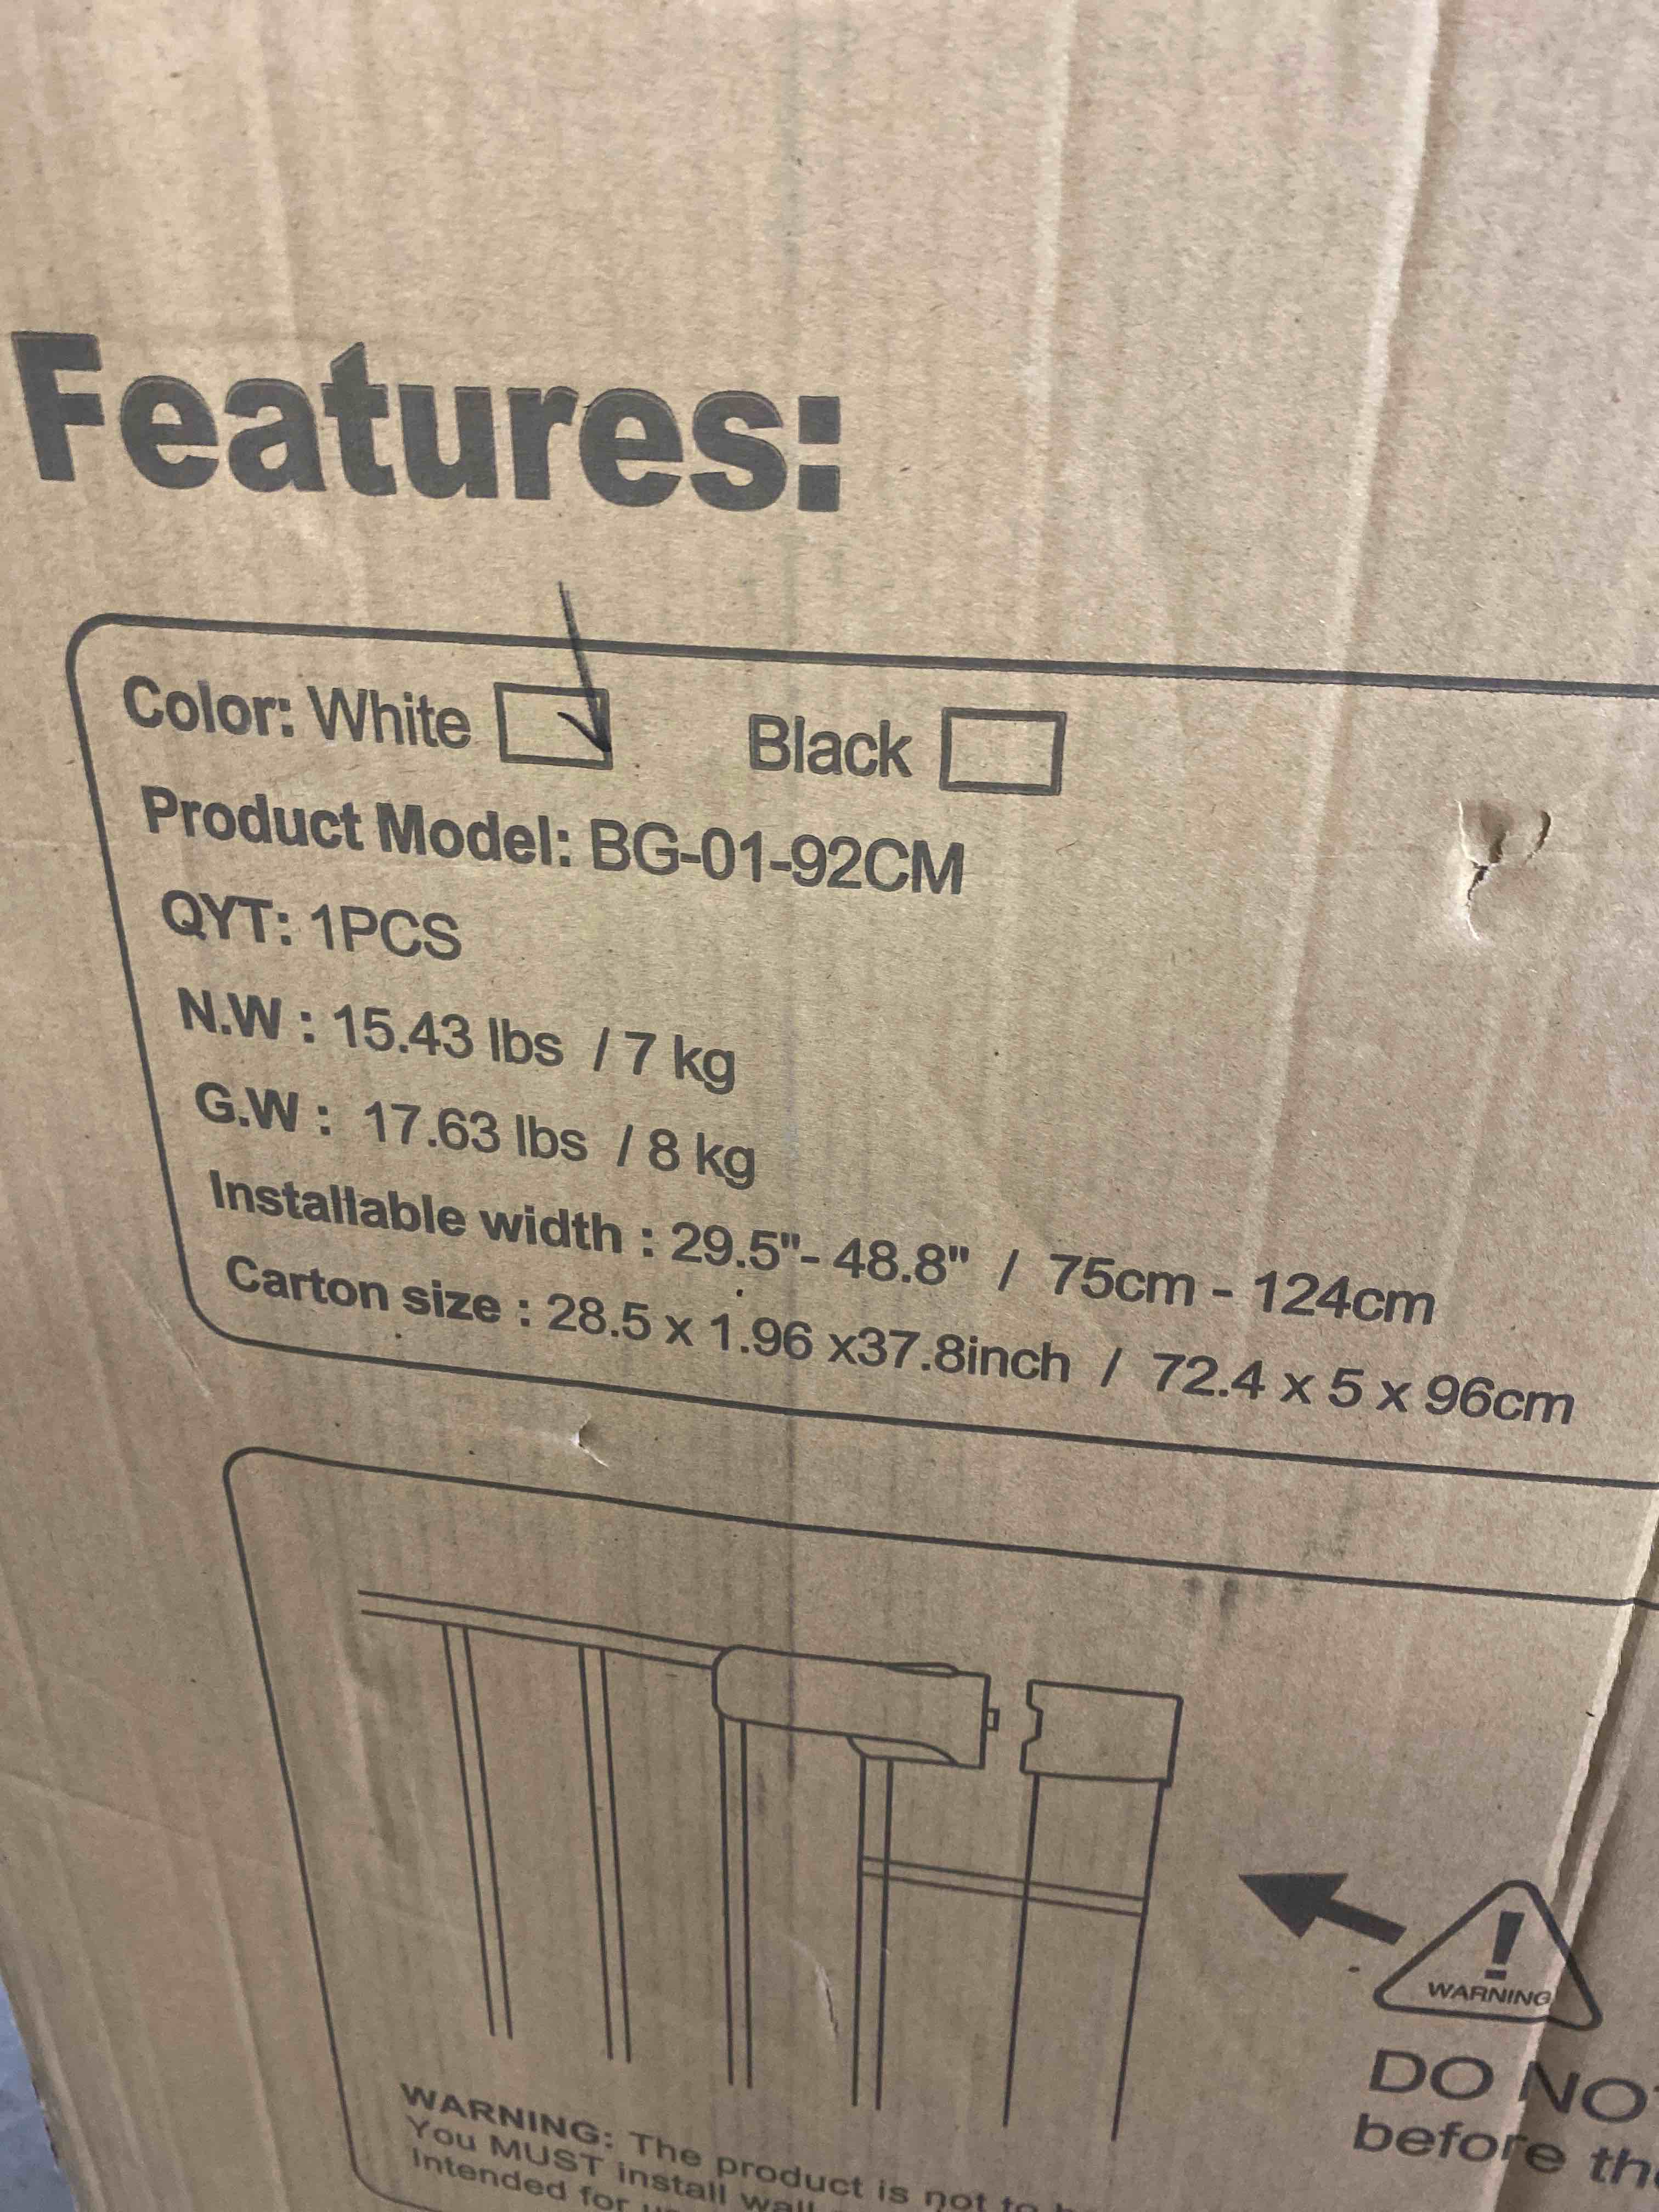 Features:
Color: White Black
Product Model: BG-01-92CM
QYT: 1PCS
N.W : 15.43 lbs / 7 kg
G.W : 17.63 lbs / 8 kg
Installable width : 29.5"- 48.8" / 75cm - 124cm
Carton size : 28.5 x 1.96 x37.8inch / 72.4 x 5 x 96cm
WARNING
DO NO
before
WARNING: The product is not to
You MUST install wall
Intended for